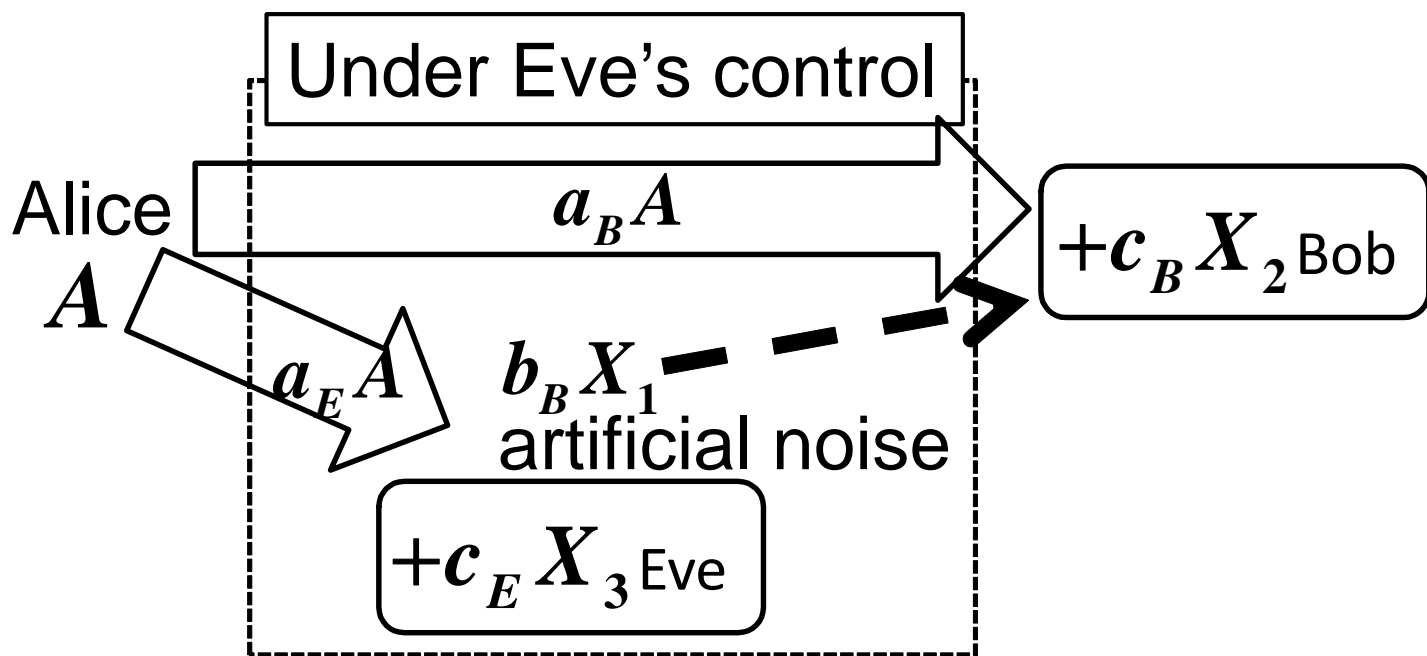 Under Eve’s control
Alice
A
a_B A
+c_B X_2 Bob
a_E A
b_B X_1
artificial noise
+c_E X_3 Eve